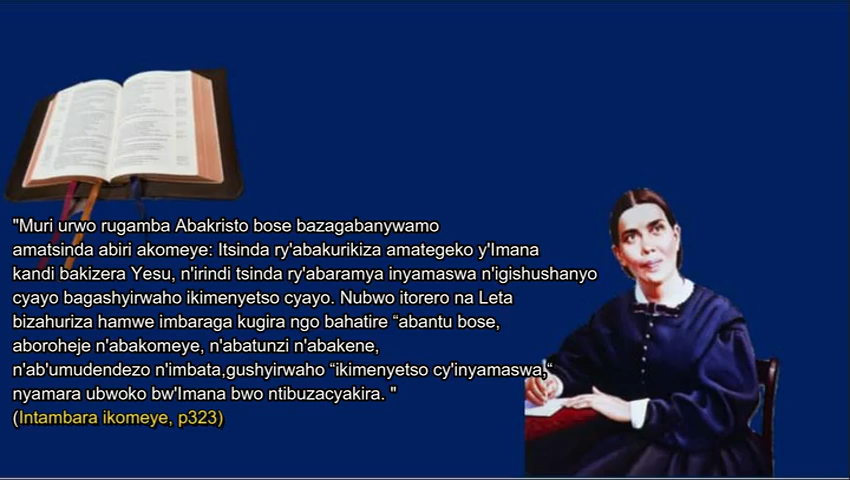 "Muri urwo rugamba Abakristo bose bazagabanywamo
amatsinda abiri akomeye: Itsinda ry'abakurikiza amategeko y'Imana
kandi bakizera Yesu, n'irindi tsinda ry'abaramya inyamaswa n'igishushanyo
cyayo bagashyirwaho ikimenyetso cyayo. Nubwo itorero na Leta
bizahuriza hamwe imbaraga kugira ngo bahatire “abantu bose,
aboroheje n'abakomeye, n'abatunzi n'abakene,
n'ab'umudendezo n'imbata,gushyirwaho “ikimenyetso cy'inyamaswa,“
nyamara ubwoko bw'Imana bwo ntibuzacyakira. "
(Intambara ikomeye, p323)